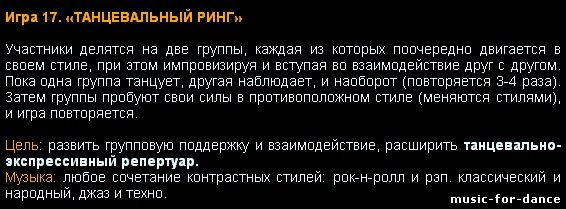 Игра 17. «ТАНЦЕВАЛЬНЫЙ РИНГ»
Участники делятся на две группы, каждая из которых поочередно двигается в
своем стиле, при этом импровизируя и вступая во взаимодействие друг с другом.
Пока одна группа танцует, другая наблюдает, и наоборот (повторяется 3-4 раза).
Затем группы пробуют свои силы в противоположном стиле (меняются стилями),
и игра повторяется.
Цель: развить групповую поддержку и взаимодействие, расширить танцевально-
экспрессивный репертуар.
Музыка: любое сочетание контрастных стилей: рок-н-ролл и рэп. классический и
народный, джаз и техно.
music-for-dance